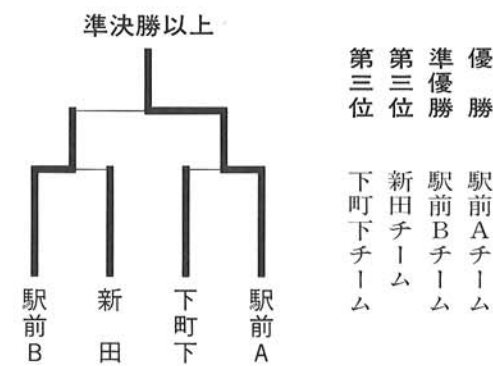 準決勝以上
優勝 駅前Aチーム
準優勝 駅前Bチーム
第三位 新田チーム
第三位 下町下チーム
駅前B
新田
下町下
駅前A